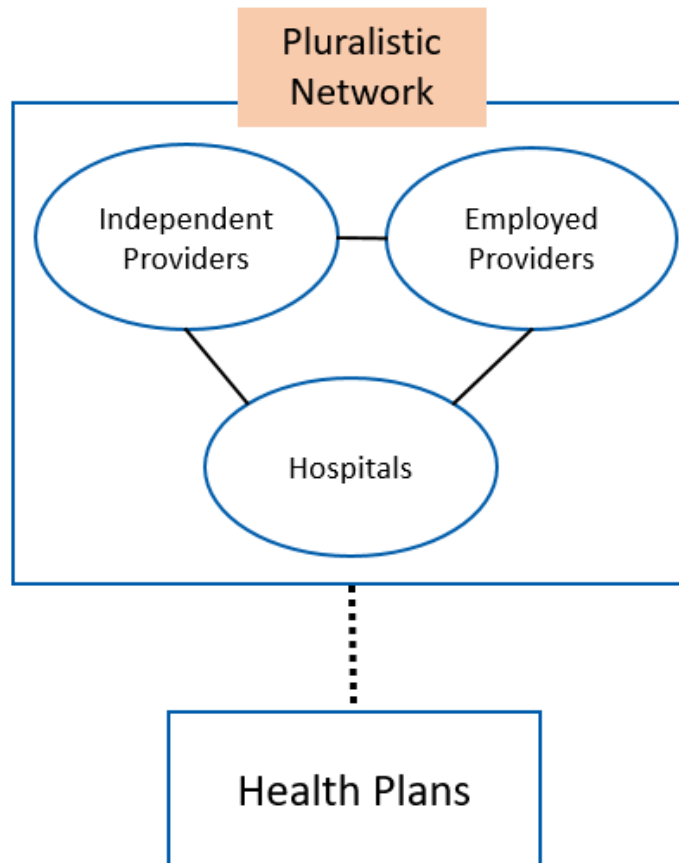 Pluralistic
Network
Independent
Providers
Employed
Providers
Hospitals
Health Plans